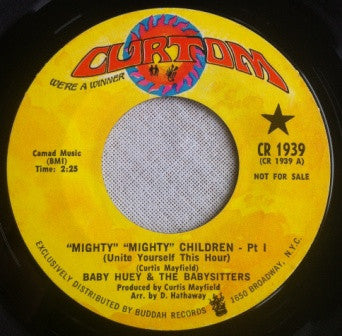 CURTOM
WE'RE A WINNER
Camad Music
(BMI)
Time: 2:25
CR 1939
(CR 1939 A)
NOT FOR SALE
"MIGHTY" "MIGHTY" CHILDREN - Pt I
(Unite Yourself This Hour)
(Curtis Mayfield)
BABY HUEY & THE BABYSITTERS
Produced by Curtis Mayfield
Arr. by D. Hathaway
EXCLUSIVELY DISTRIBUTED BY BUDDAH RECORDS 1650 BROADWAY, N.Y.C.